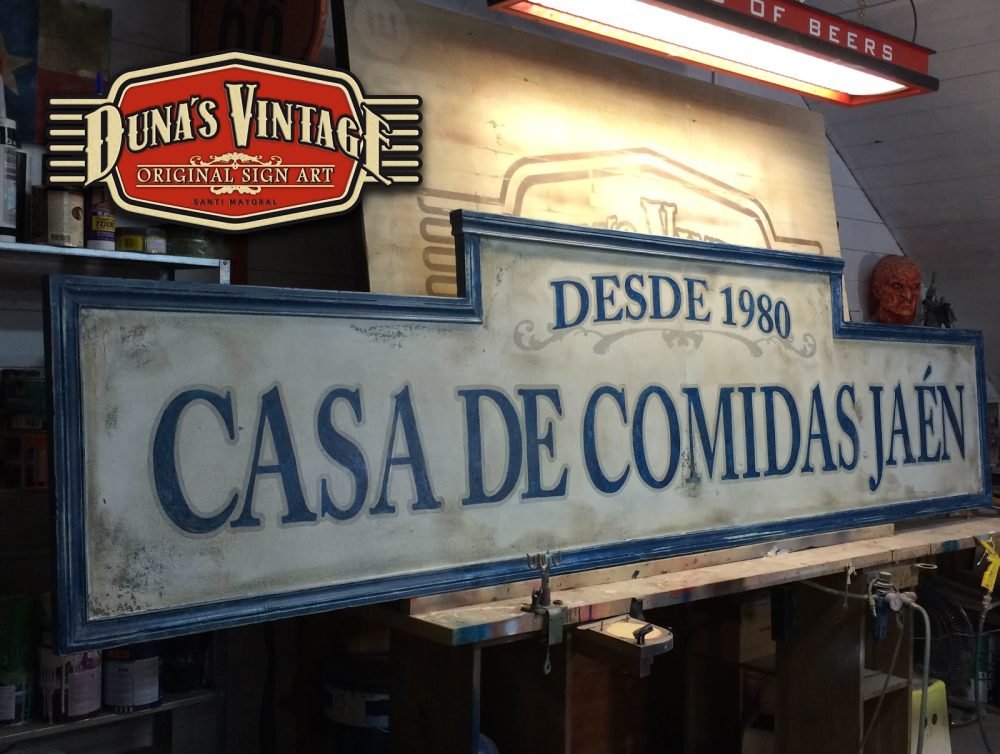 OF BEERS
DUNA'S VINTAGE
ORIGINAL SIGN ART
SANTI MAYORAL
DESDE 1980
CASA DE COMIDAS JAÉN